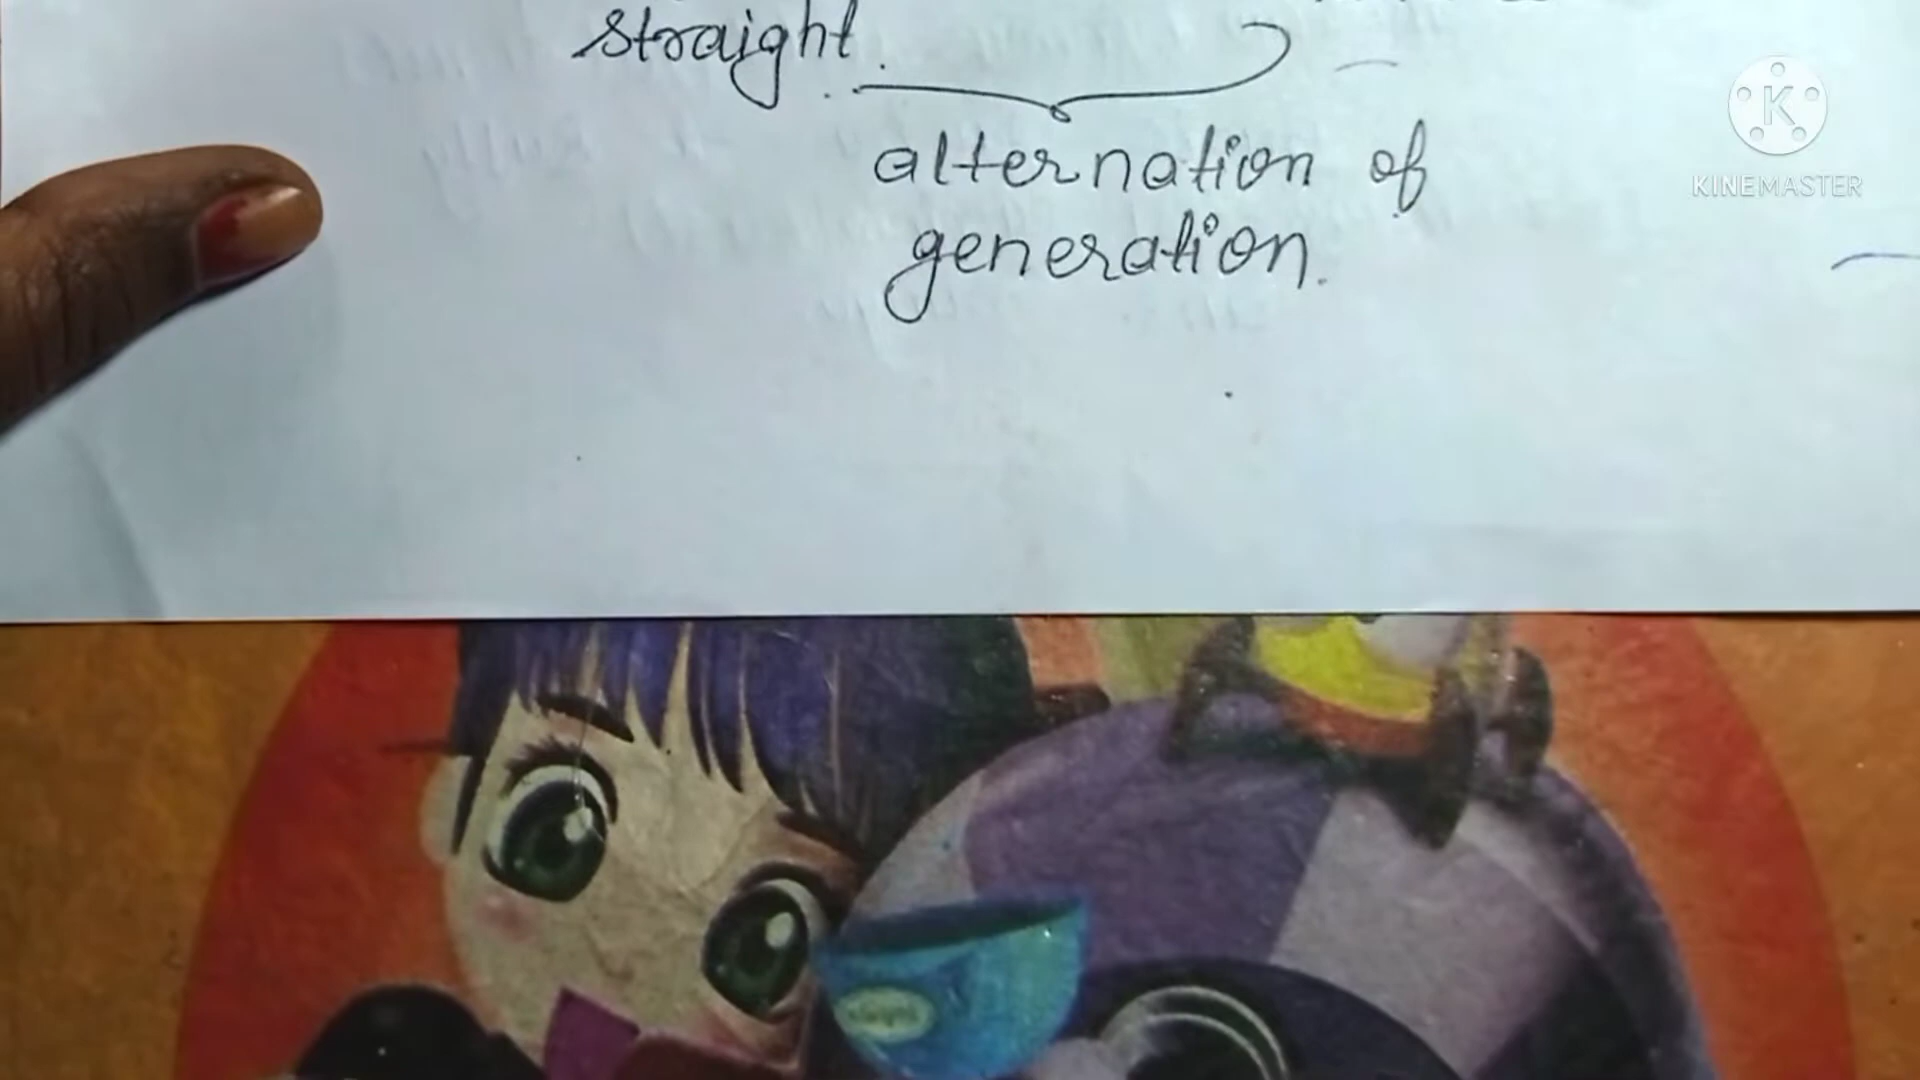 straight.
alternation of
generation.
K
KINEMASTER